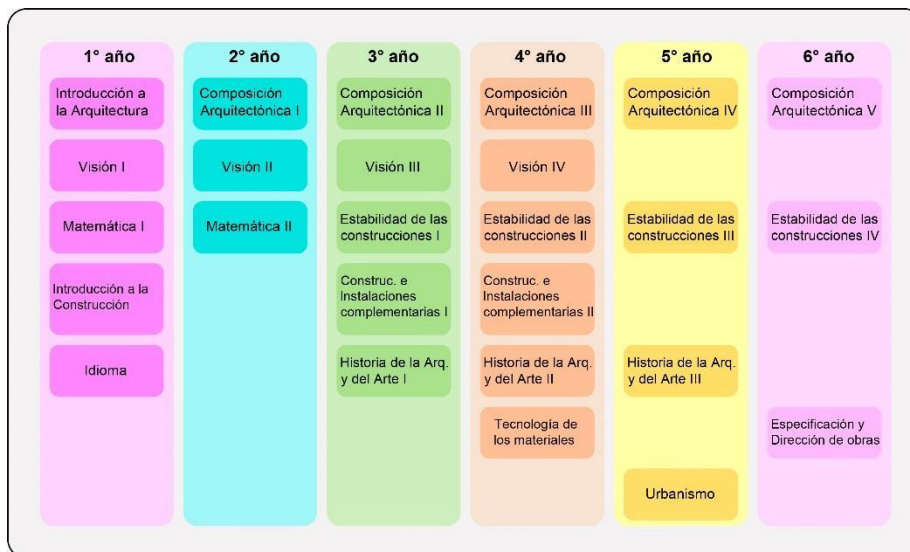 1° año
Introducción a
la Arquitectura
Visión I
Matemática I
Introducción a la
Construcción
Idioma
2° año
Composición
Arquitectónica I
Visión II
Matemática II
3° año
Composición
Arquitectónica II
Visión III
Estabilidad de las
construcciones I
Construc. e
Instalaciones
complementarias I
Historia de la Arq.
y del Arte I
4° año
Composición
Arquitectónica III
Visión IV
Estabilidad de las
construcciones II
Construc. e
Instalaciones
complementarias II
Historia de la Arq.
y del Arte II
Tecnología de
los materiales
5° año
Composición
Arquitectónica IV
Estabilidad de las
construcciones III
Historia de la Arq.
y del Arte III
Urbanismo
6° año
Composición
Arquitectónica V
Estabilidad de las
construcciones IV
Especificación y
Dirección de obras